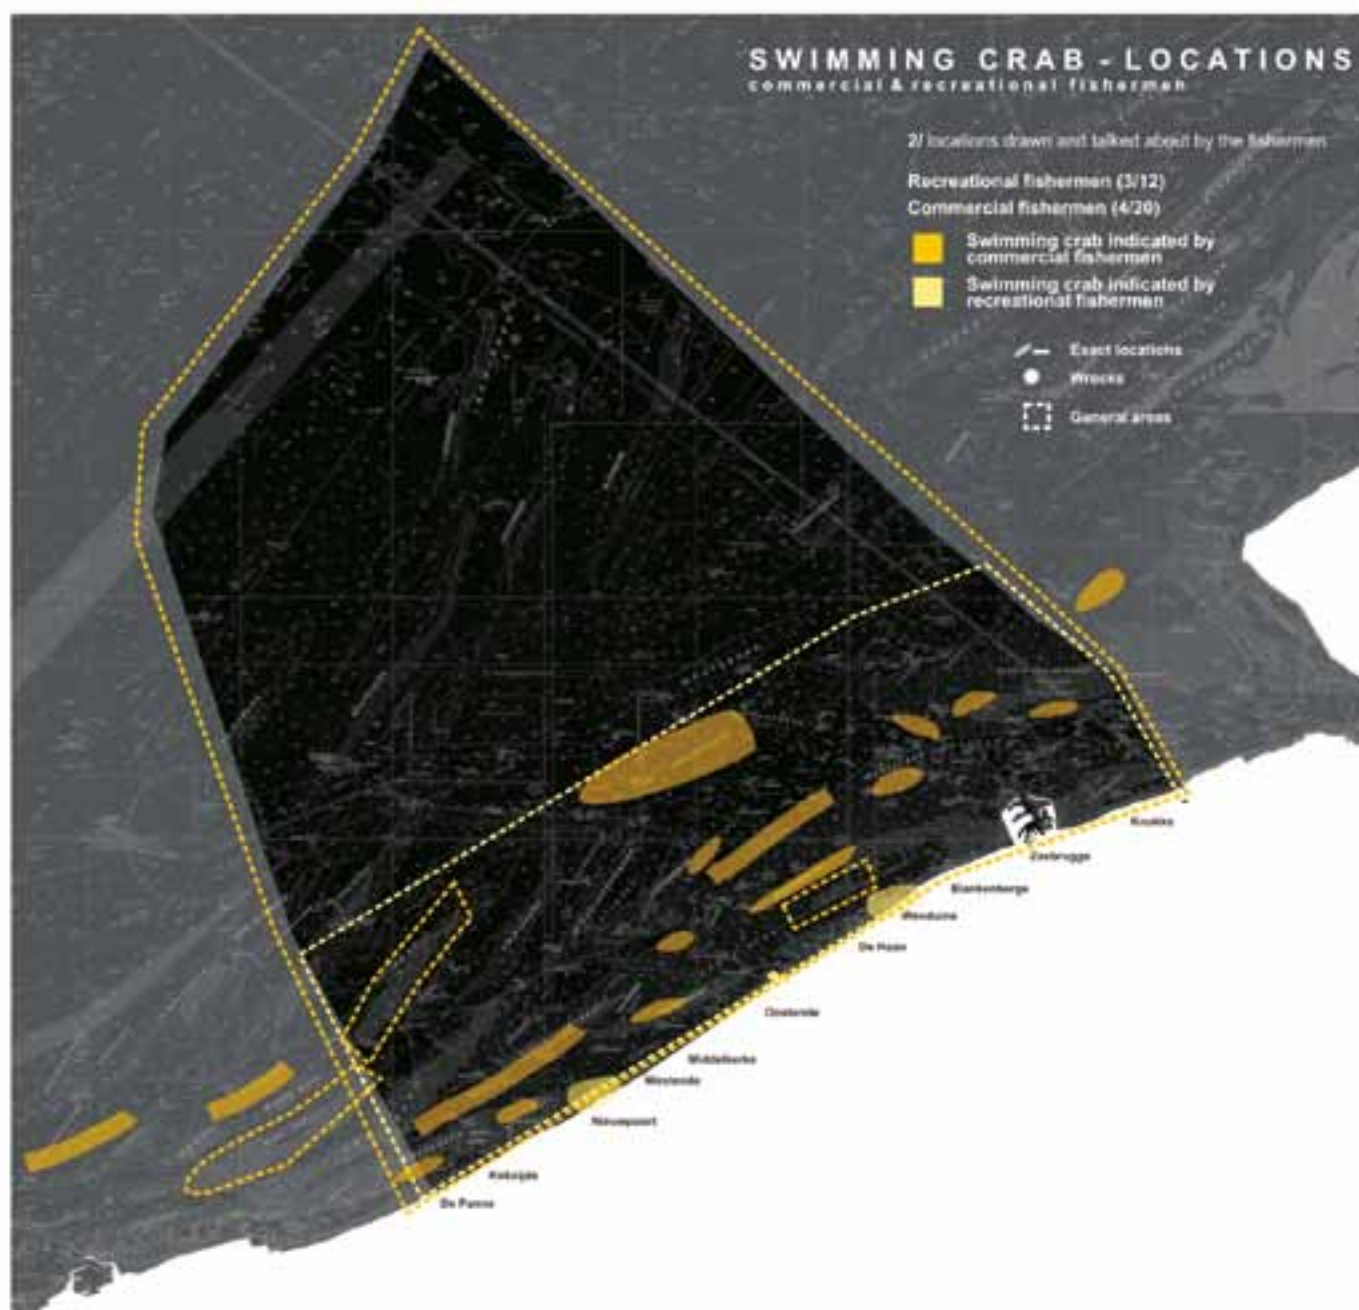 SWIMMING CRAB - LOCATIONS
commercial & recreational fishermen
2/ locations drawn and talked about by the fishermen
Recreational fishermen (3/12)
Commercial fishermen (4/20)
Swimming crab indicated by
commercial fishermen
Swimming crab indicated by
recreational fishermen
Exact locations
Wrecks
General areas
Knokke
Zeebrugge
Blankenberge
Wenduine
De Haan
Oostende
Middelkerke
Westende
Nieuwpoort
Koksijde
De Panne